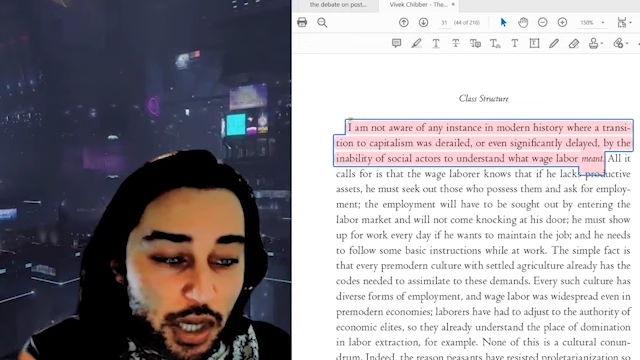 the debate on post...
Vivek Chibber - The...
31 (44 of 216)
150%
Class Structure
I am not aware of any instance in modern history where a transi-
tion to capitalism was derailed, or even significantly delayed, by the
inability of social actors to understand what wage labor meant. All it
calls for is that the wage laborer knows that if he lacks productive
assets, he must seek out those who possess them and ask for employ-
ment; the employment will have to be sought out by entering the
labor market and will not come knocking at his door; he must show
up for work every day if he wants to maintain the job; and he needs
to follow some basic instructions while at work. The simple fact is
that every premodern culture with settled agriculture already has the
codes needed to assimilate to these demands. Every such culture has
diverse forms of employment, and wage labor was widespread even in
premodern economies; laborers have had to adjust to the authority of
economic elites, so they already understand the place of domination
in labor extraction, for example. None of this is a cultural conun-
drum. Indeed, the reason peasants have resisted proletarianization so